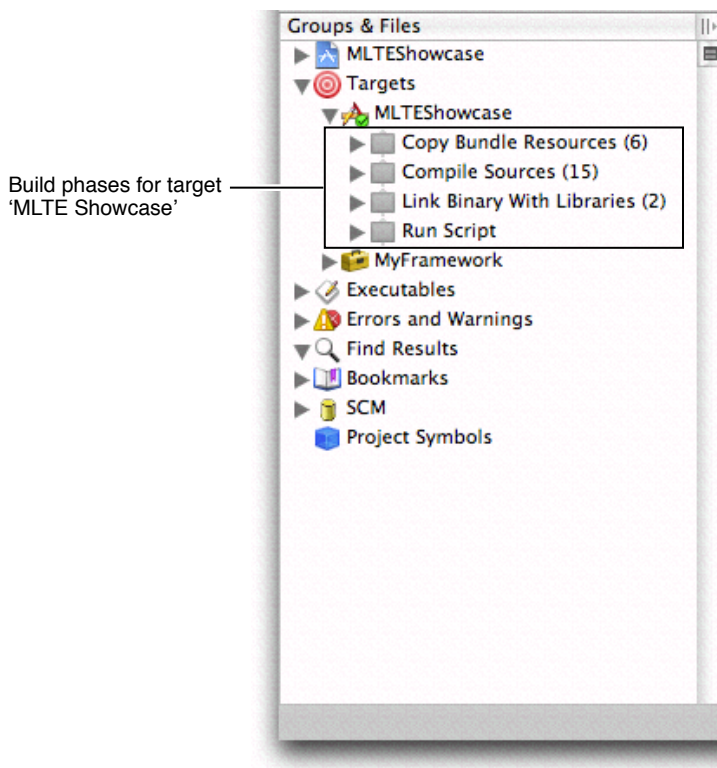 Groups & Files
MLTEShowcase
Targets
MLTEShowcase
Copy Bundle Resources (6)
Compile Sources (15)
Link Binary With Libraries (2)
Run Script
Build phases for target
‘MLTE Showcase’
MyFramework
Executables
Errors and Warnings
Find Results
Bookmarks
SCM
Project Symbols